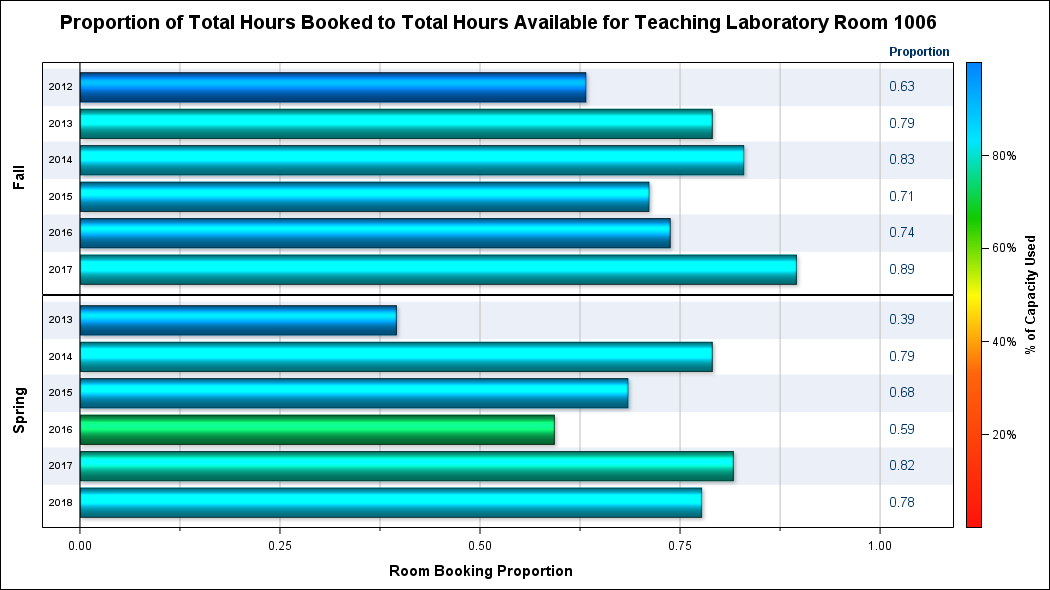 Proportion of Total Hours Booked to Total Hours Available for Teaching Laboratory Room 1006
Proportion
Fall
2012 0.63
2013 0.79
2014 0.83
2015 0.71
2016 0.74
2017 0.89
Spring
2013 0.39
2014 0.79
2015 0.68
2016 0.59
2017 0.82
2018 0.78
0.00 0.25 0.50 0.75 1.00
Room Booking Proportion
80%
60%
40%
20%
% of Capacity Used